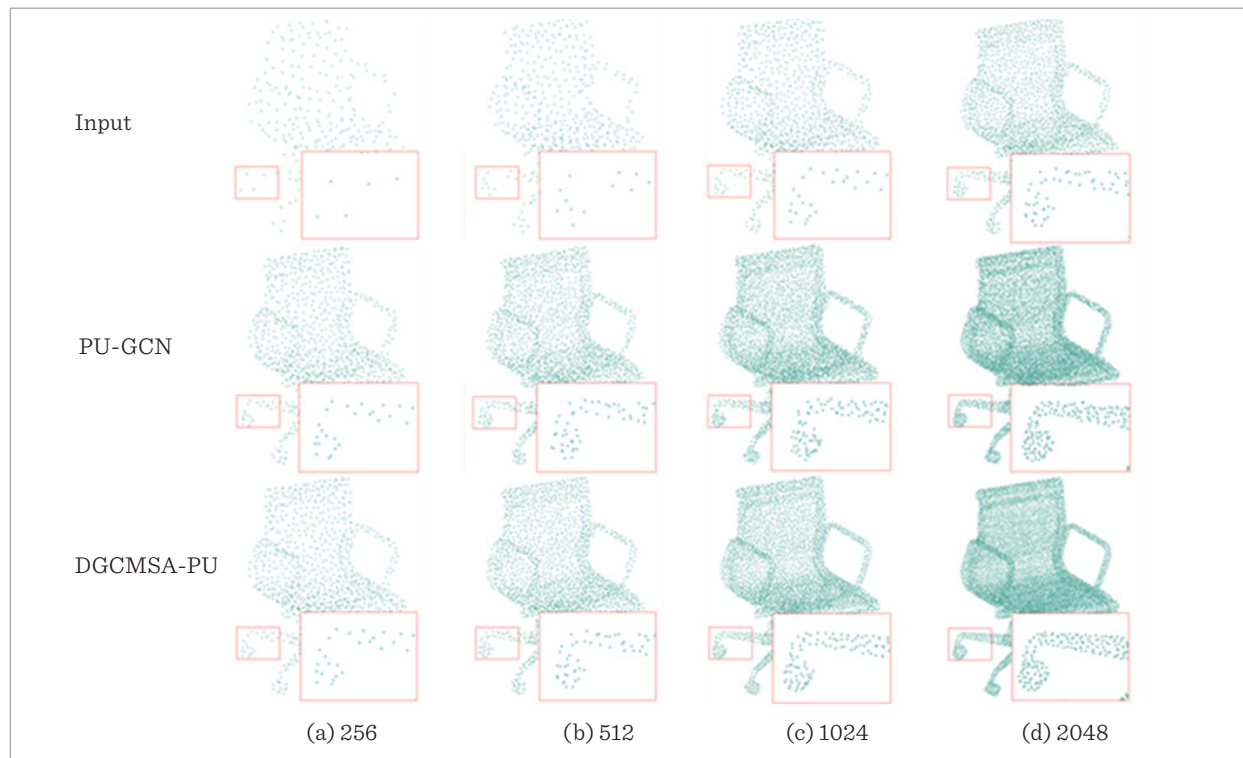 Input
PU-GCN
DGCMSA-PU
(a) 256
(b) 512
(c) 1024
(d) 2048